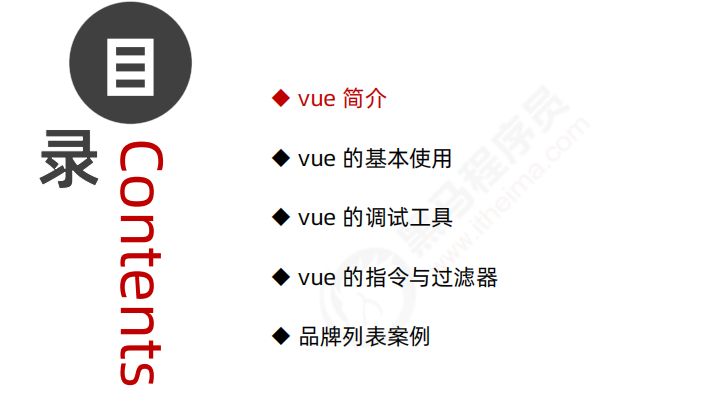 目
录
Contents
◆ vue 简介
◆ vue 的基本使用
◆ vue 的调试工具
◆ vue 的指令与过滤器
◆ 品牌列表案例
黑马程序员
www.itheima.com